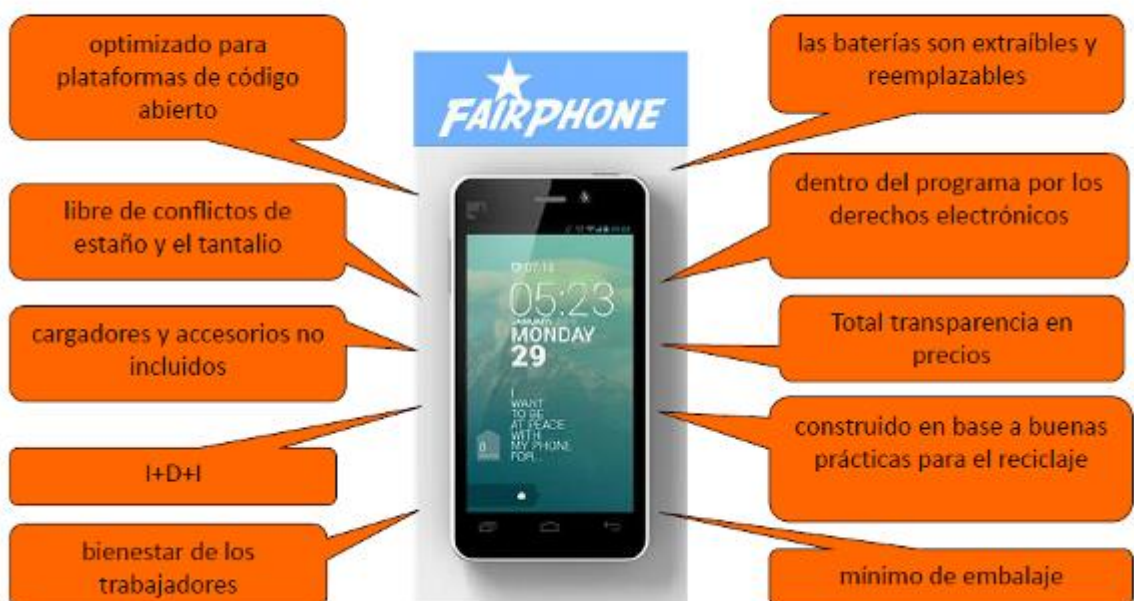 optimizado para
plataformas de código
abierto
libre de conflictos de
estaño y el tantalio
cargadores y accesorios no
incluidos
I+D+I
bienestar de los
trabajadores
FAIRPHONE
05:23
MONDAY
29
I
WANT
TO BE
AT PEACE
WITH
MY PHONE
FOR...
las baterías son extraíbles y
reemplazables
dentro del programa por los
derechos electrónicos
Total transparencia en
precios
construido en base a buenas
prácticas para el reciclaje
mínimo de embalaje